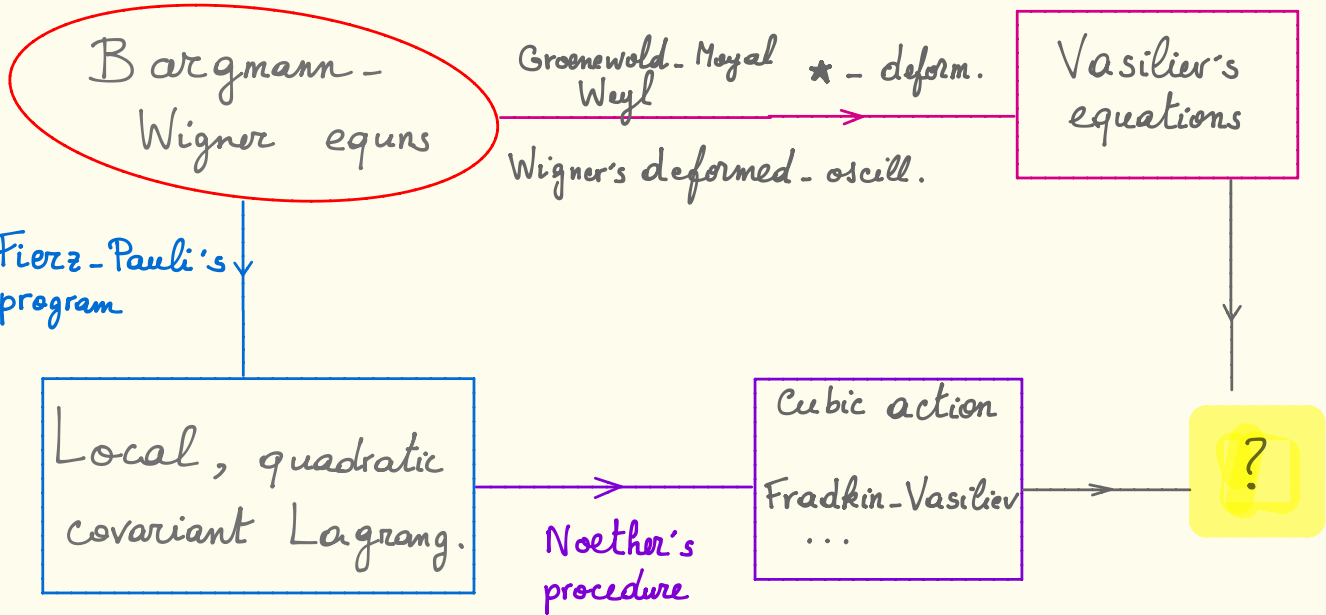 Bargmann-
Wigner equns
Groenewold-Moyal
Weyl
★-deform.
Wigner's deformed-oscill.
Vasiliev's
equations
Fierz-Pauli's
program
Local, quadratic
covariant Lagrang.
Noether's
procedure
Cubic action
Fradkin-Vasiliev
...
?